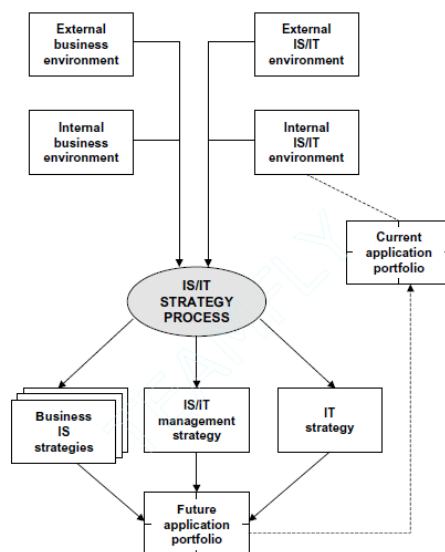 External
business
environment
External
IS/IT
environment
Internal
business
environment
Internal
IS/IT
environment
Current
application
portfolio
IS/IT
STRATEGY
PROCESS
Business
IS
strategies
IS/IT
management
strategy
IT
strategy
Future
application
portfolio
TEAMFLY